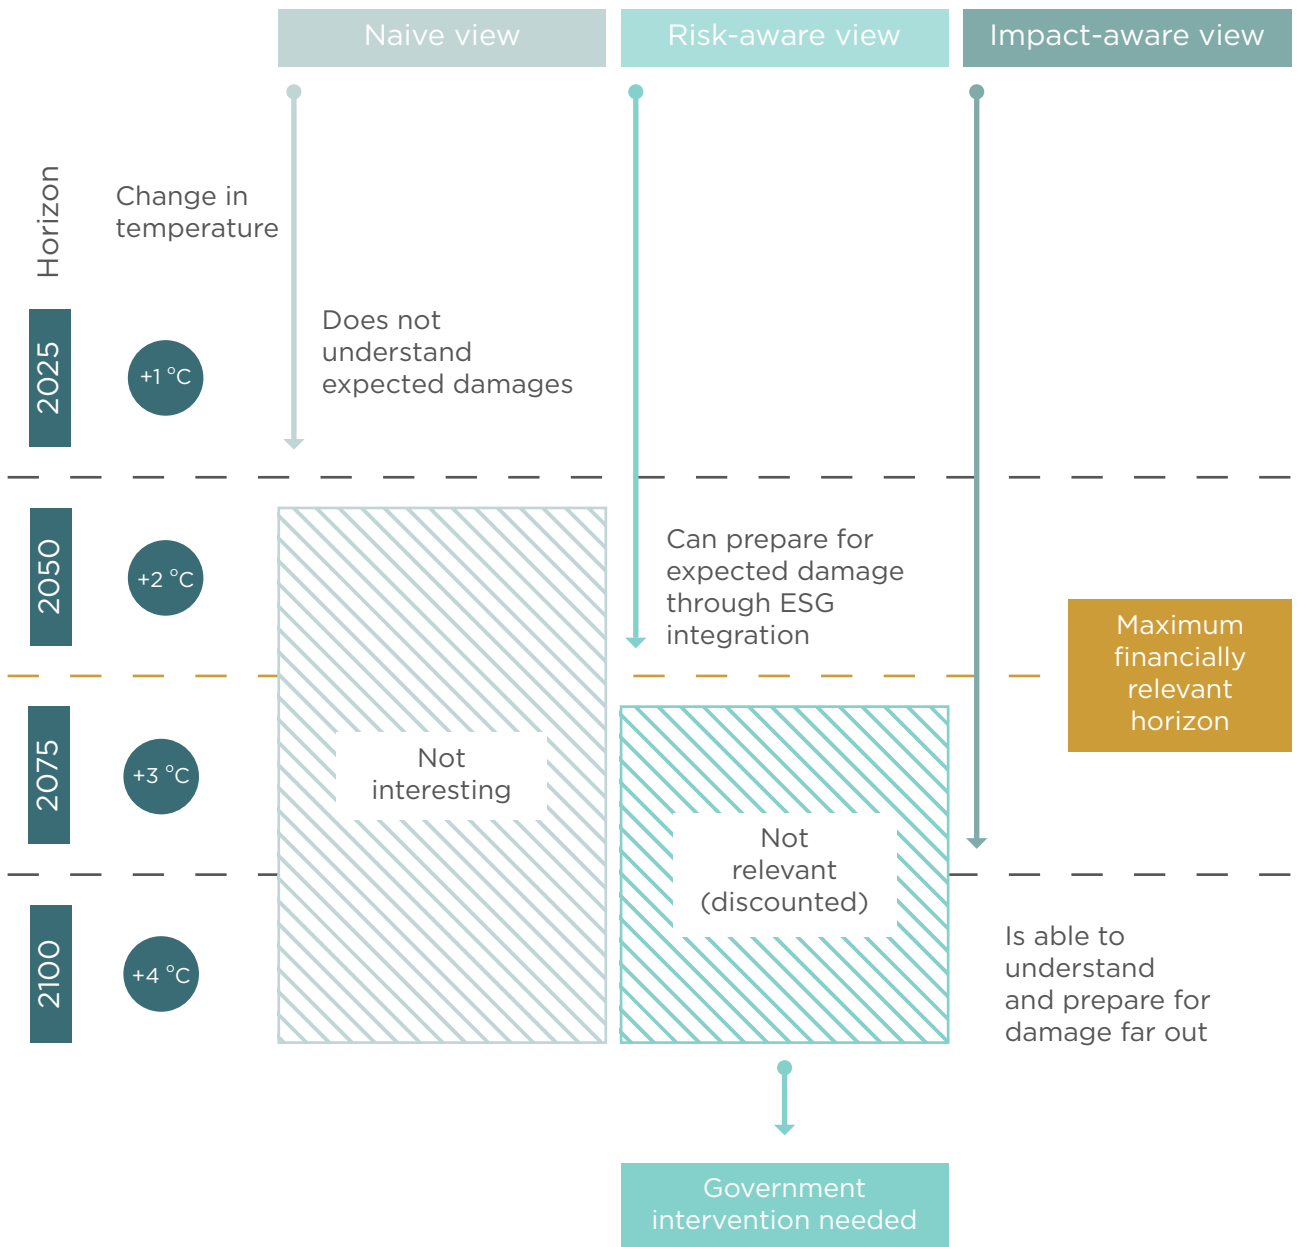 Naive view
Risk-aware view
Impact-aware view
Horizon
Change in
temperature
2025
+1 °C
Does not
understand
expected damages
2050
+2 °C
Can prepare for
expected damage
through ESG
integration
Maximum
financially
relevant
horizon
2075
+3 °C
Not
interesting
Not
relevant
(discounted)
2100
+4 °C
Is able to
understand
and prepare for
damage far out
Government
intervention needed